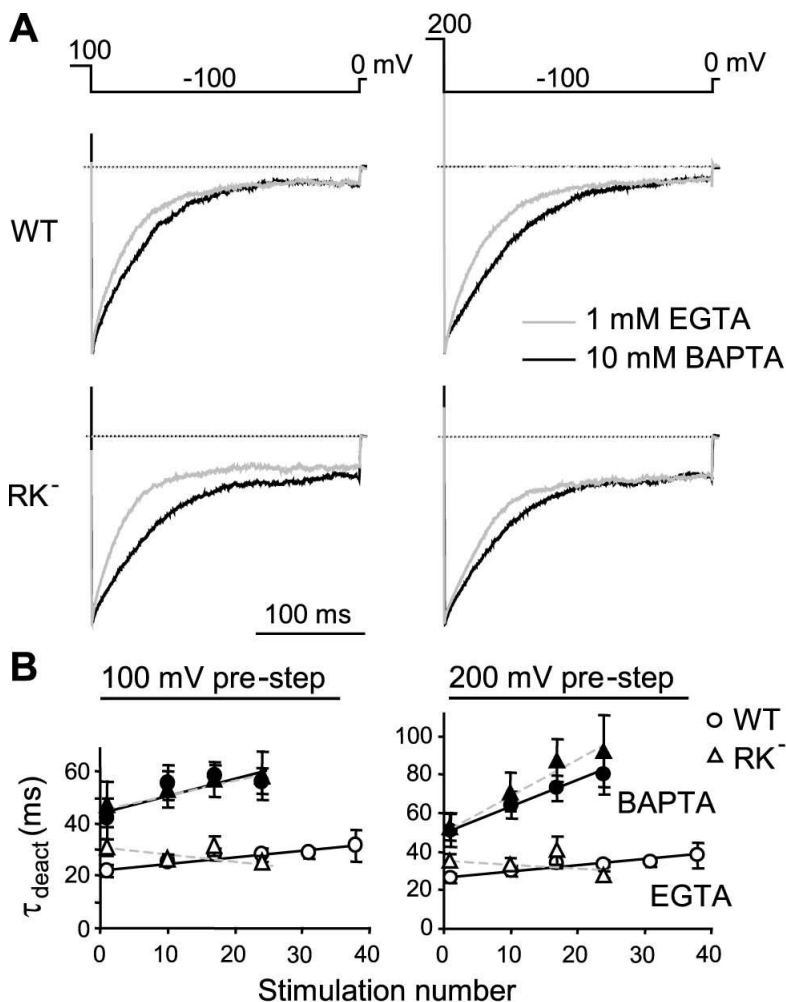 A
100 -100 0 mV
200 -100 0 mV
WT
1 mM EGTA
10 mM BAPTA
RK-
100 ms
B
100 mV pre-step
200 mV pre-step
WT
RK-
τdeact (ms)
60
40
20
0
0 10 20 30 40
100
80
60
40
20
0
0 10 20 30 40
BAPTA
EGTA
Stimulation number